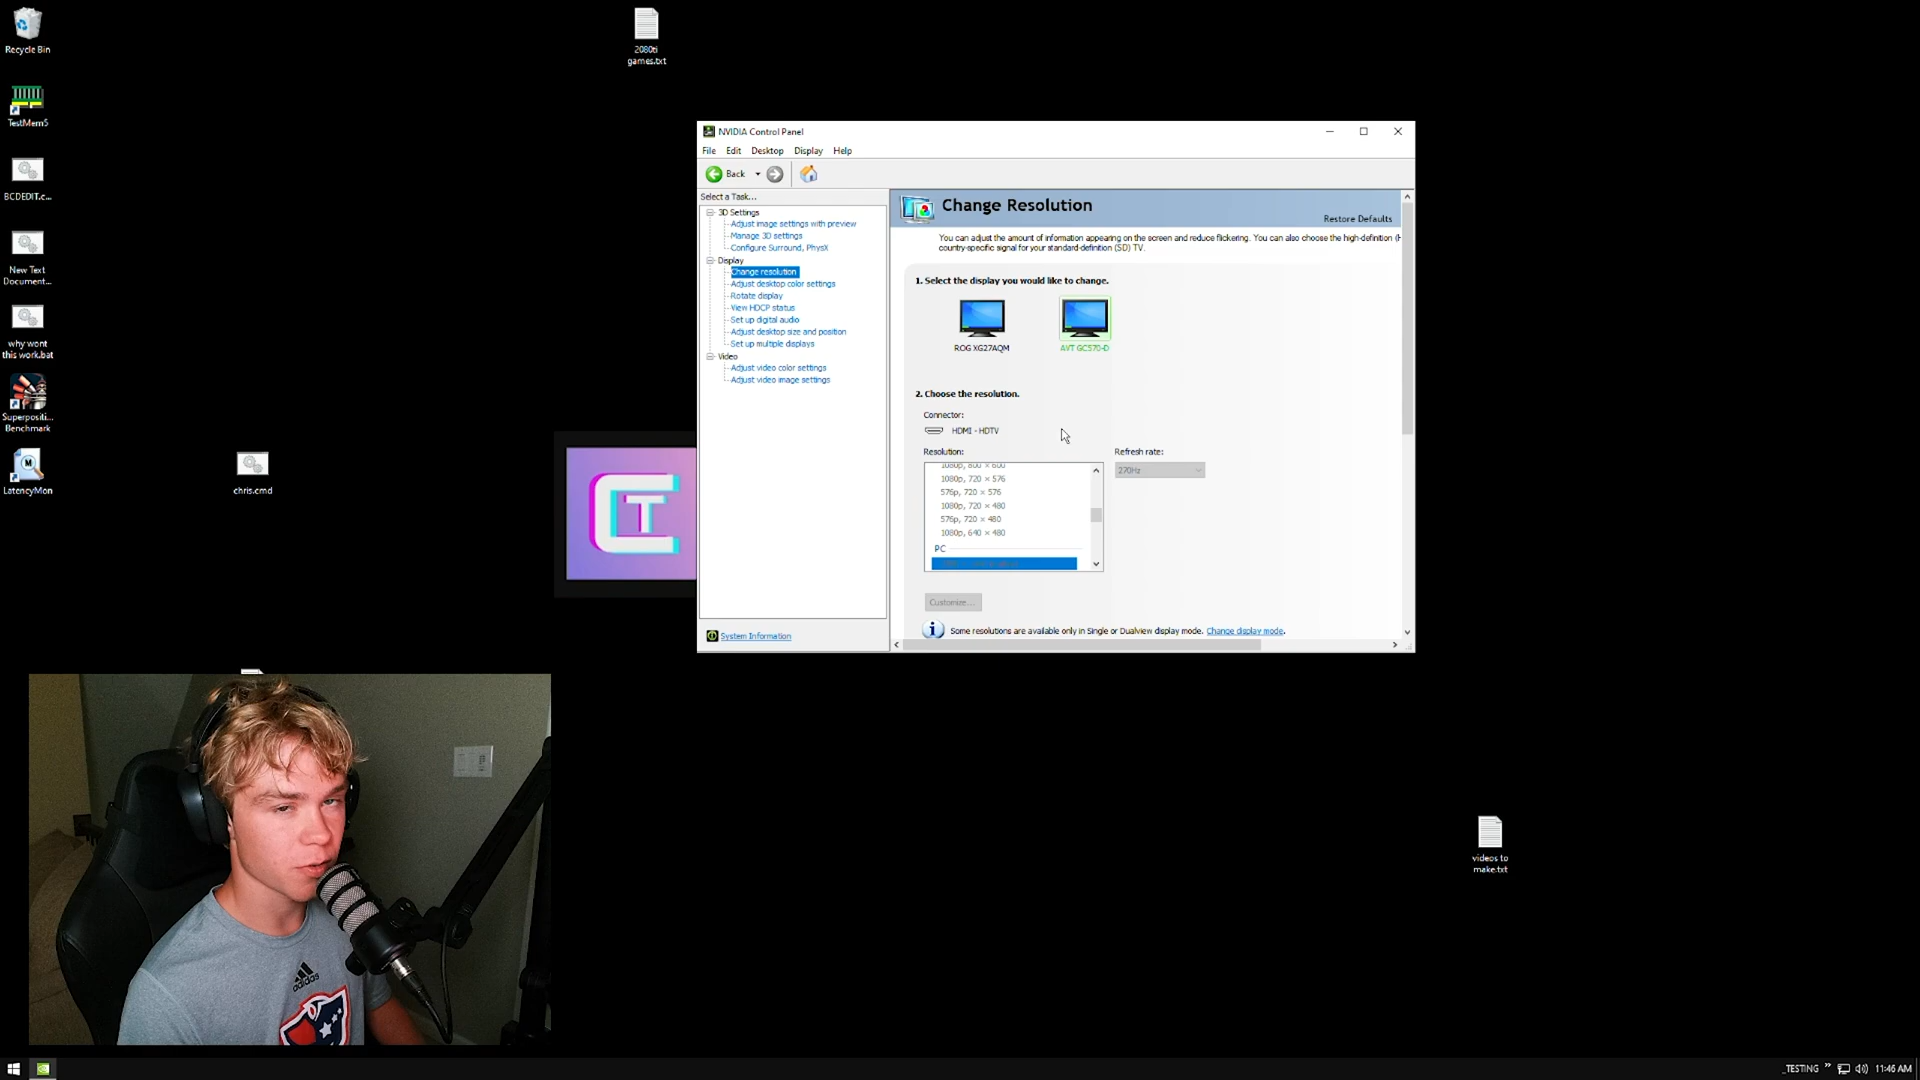 Recycle Bin
2080ti
games.txt
TestMem5
BCDEDIT.c...
New Text
Document...
why wont
this work.bat
Superpositi...
Benchmark
LatencyMon
chris.cmd
CT
NVIDIA Control Panel
File Edit Desktop Display Help
Back
Select a Task...
3D Settings
Adjust image settings with preview
Manage 3D settings
Configure Surround, PhysX
Display
Change resolution
Adjust desktop color settings
Rotate display
View HDCP status
Set up digital audio
Adjust desktop size and position
Set up multiple displays
Video
Adjust video color settings
Adjust video image settings
System Information
Change Resolution
Restore Defaults
You can adjust the amount of information appearing on the screen and reduce flickering. You can also choose the high-definition (H
country-specific signal for your standard-definition (SD) TV.
1. Select the display you would like to change.
ROG XG27AQM
AVT GC570-D
2. Choose the resolution.
Connector:
HDMI - HDTV
Resolution:
Refresh rate:
270Hz
1080p, 800 × 600
1080p, 720 × 576
576p, 720 × 576
1080p, 720 × 480
576p, 720 × 480
1080p, 640 × 480
PC
Customize...
Some resolutions are available only in Single or Dualview display mode. Change display mode.
adidas
videos to
make.txt
_TESTING
11:46 AM